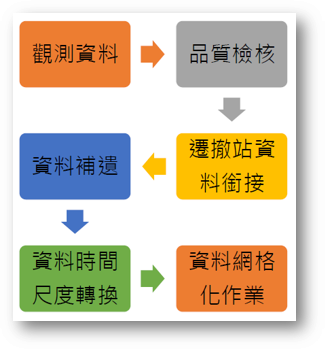 觀測資料
品質檢核
遷撤站資
料銜接
資料補遺
資料時間
尺度轉換
資料網格
化作業